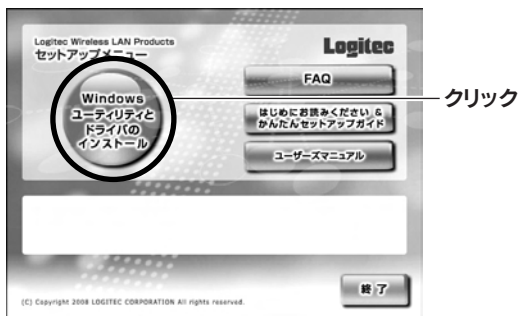 Logitec Wireless LAN Products
セットアップメニュー
Logitec
Windows
ユーティリティと
ドライバの
インストール
FAQ
はじめにお読みください &
かんたんセットアップガイド
ユーザーズマニュアル
クリック
終了
(C) Copyright 2008 LOGITEC CORPORATION All rights reserved.